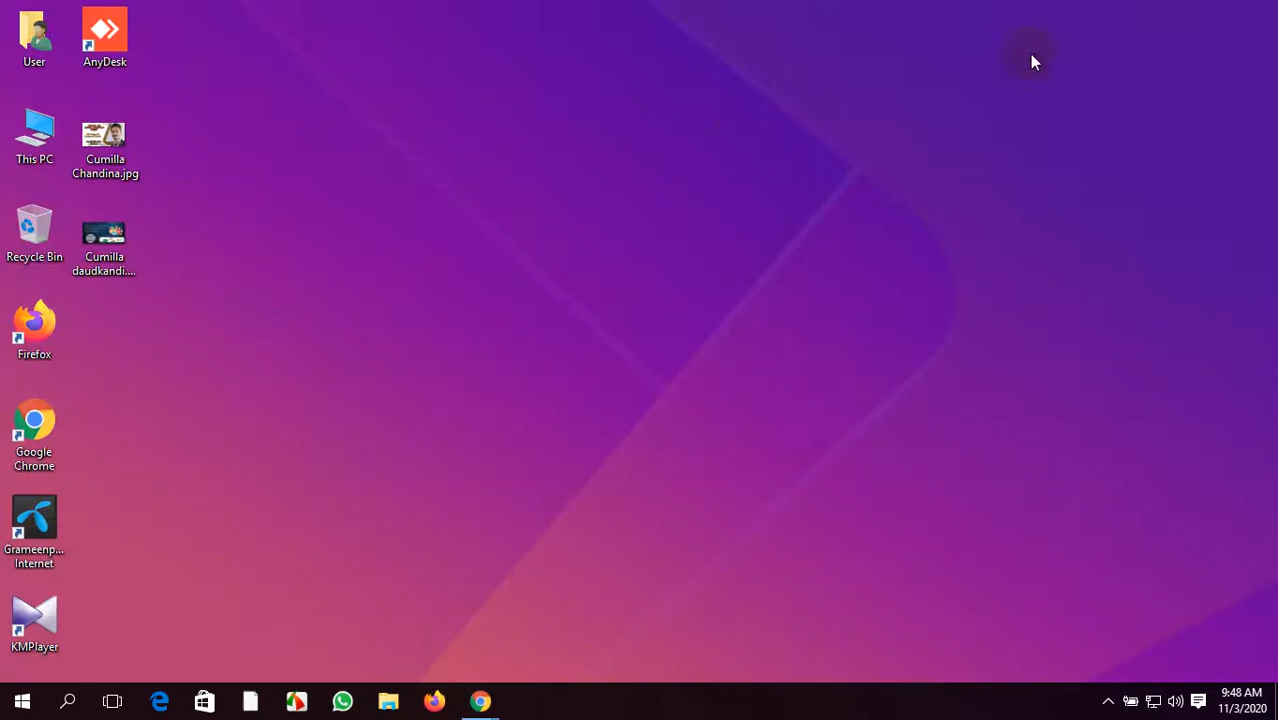 User
AnyDesk
This PC
Cumilla
Chandina.jpg
Recycle Bin
Cumilla
daudkandi....
Firefox
Google
Chrome
Grameenp...
Internet
KMPlayer
9:48 AM
11/3/2020